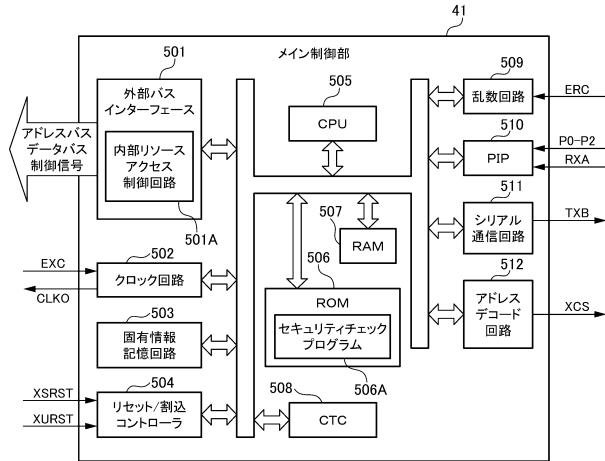 41
メイン制御部
501
外部バス
インターフェース
内部リソース
アクセス
制御回路
501A
アドレスバス
データバス
制御信号
502
クロック回路
EXC
CLKO
503
固有情報
記憶回路
504
リセット/割込
コントローラ
XSRST
XURST
505
CPU
507
RAM
506
ROM
セキュリティチェック
プログラム
506A
508
CTC
509
乱数回路
ERC
510
PIP
P0-P2
RXA
511
シリアル
通信回路
TXB
512
アドレス
デコード
回路
XCS